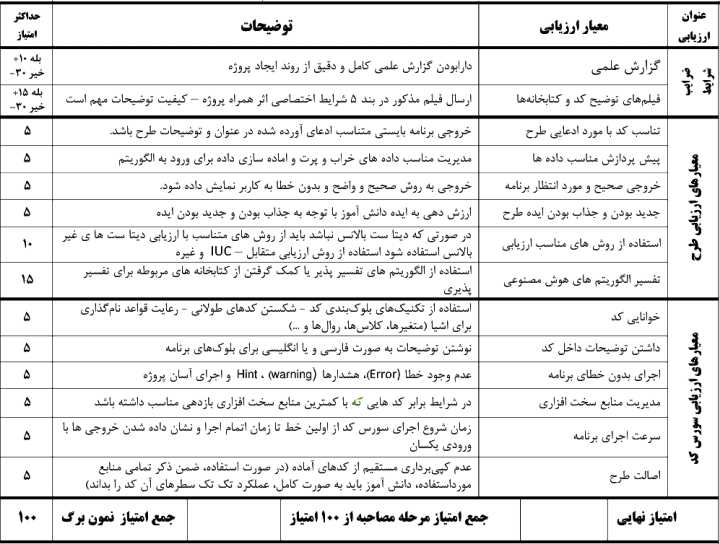 عنوان ارزیابی
معیار ارزیابی
توضیحات
حداکثر امتیاز
ضرایب شرایط
گزارش علمی
دارابودن گزارش علمی کامل و دقیق از روند ایجاد پروژه
بله ۱۰+
خیر ۳۰-
فیلم‌های توضیح کد و کتابخانه‌ها
ارسال فیلم مذکور در بند ۵ شرایط اختصاصی اثر همراه پروژه – کیفیت توضیحات مهم است
بله ۱۵+
خیر ۳۰-
معیارهای ارزیابی طرح
تناسب کد با مورد ادعایی طرح
خروجی برنامه بایستی متناسب ادعای آورده شده در عنوان و توضیحات طرح باشد.
۵
پیش پردازش مناسب داده ها
مدیریت مناسب داده های خراب و پرت و اماده سازی داده برای ورود به الگوریتم
۵
خروجی صحیح و مورد انتظار برنامه
خروجی به روش صحیح و واضح و بدون خطا به کاربر نمایش داده شود.
۵
جدید بودن و جذاب بودن ایده طرح
ارزش دهی به ایده دانش آموز با توجه به جذاب بودن و جدید بودن ایده
۵
استفاده از روش های مناسب ارزیابی
در صورتی که دیتا ست بالانس نباشد باید از روش های متناسب با ارزیابی دیتا ست ها ی غیر
بالانس استفاده شود استفاده از روش ارزیابی متقابل – IUC و غیره
۱۰
تفسیر الگوریتم های هوش مصنوعی
استفاده از الگوریتم های تفسیر پذیر یا کمک گرفتن از کتابخانه های مربوطه برای تفسیر
پذیری
۱۵
معیارهای ارزیابی سورس کد
خوانایی کد
استفاده از تکنیک‌های بلوک‌بندی کد - شکستن کدهای طولانی - رعایت قواعد نام‌گذاری
برای اشیا (متغیرها، کلاس‌ها، روال‌ها و ...)
۵
داشتن توضیحات داخل کد
نوشتن توضیحات به صورت فارسی و یا انگلیسی برای بلوک‌های برنامه
۵
اجرای بدون خطای برنامه
عدم وجود خطا (Error)، هشدارها (warning) ، Hint و اجرای آسان پروژه
۵
مدیریت منابع سخت افزاری
در شرایط برابر کد هایی که با کمترین منابع سخت افزاری بازدهی مناسب داشته باشد
۵
سرعت اجرای برنامه
زمان شروع اجرای سورس کد از اولین خط تا زمان اتمام اجرا و نشان داده شدن خروجی ها با
ورودی یکسان
۵
اصالت طرح
عدم کپی‌برداری مستقیم از کدهای آماده (در صورت استفاده، ضمن ذکر تمامی منابع
مورداستفاده، دانش آموز باید به صورت کامل، عملکرد تک تک سطرهای آن کد را بداند)
۵
امتیاز نهایی
جمع امتیاز مرحله مصاحبه از ۱۰۰ امتیاز
جمع امتیاز نمون برگ
۱۰۰